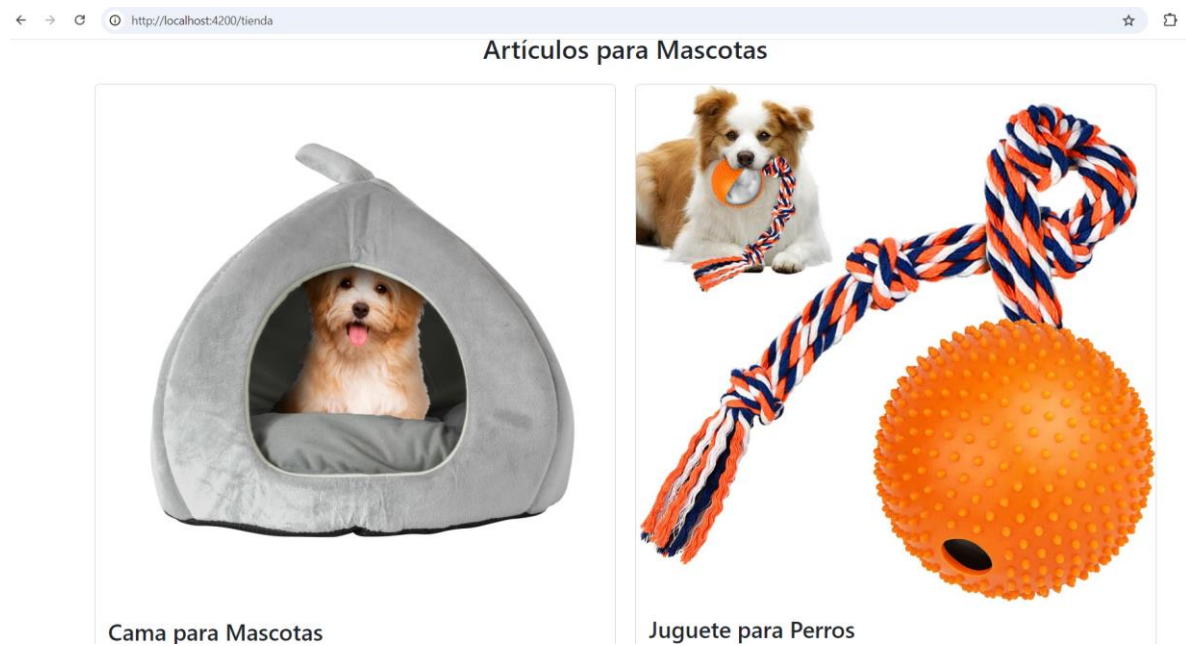 http://localhost:4200/tienda
Artículos para Mascotas
Cama para Mascotas
Juguete para Perros